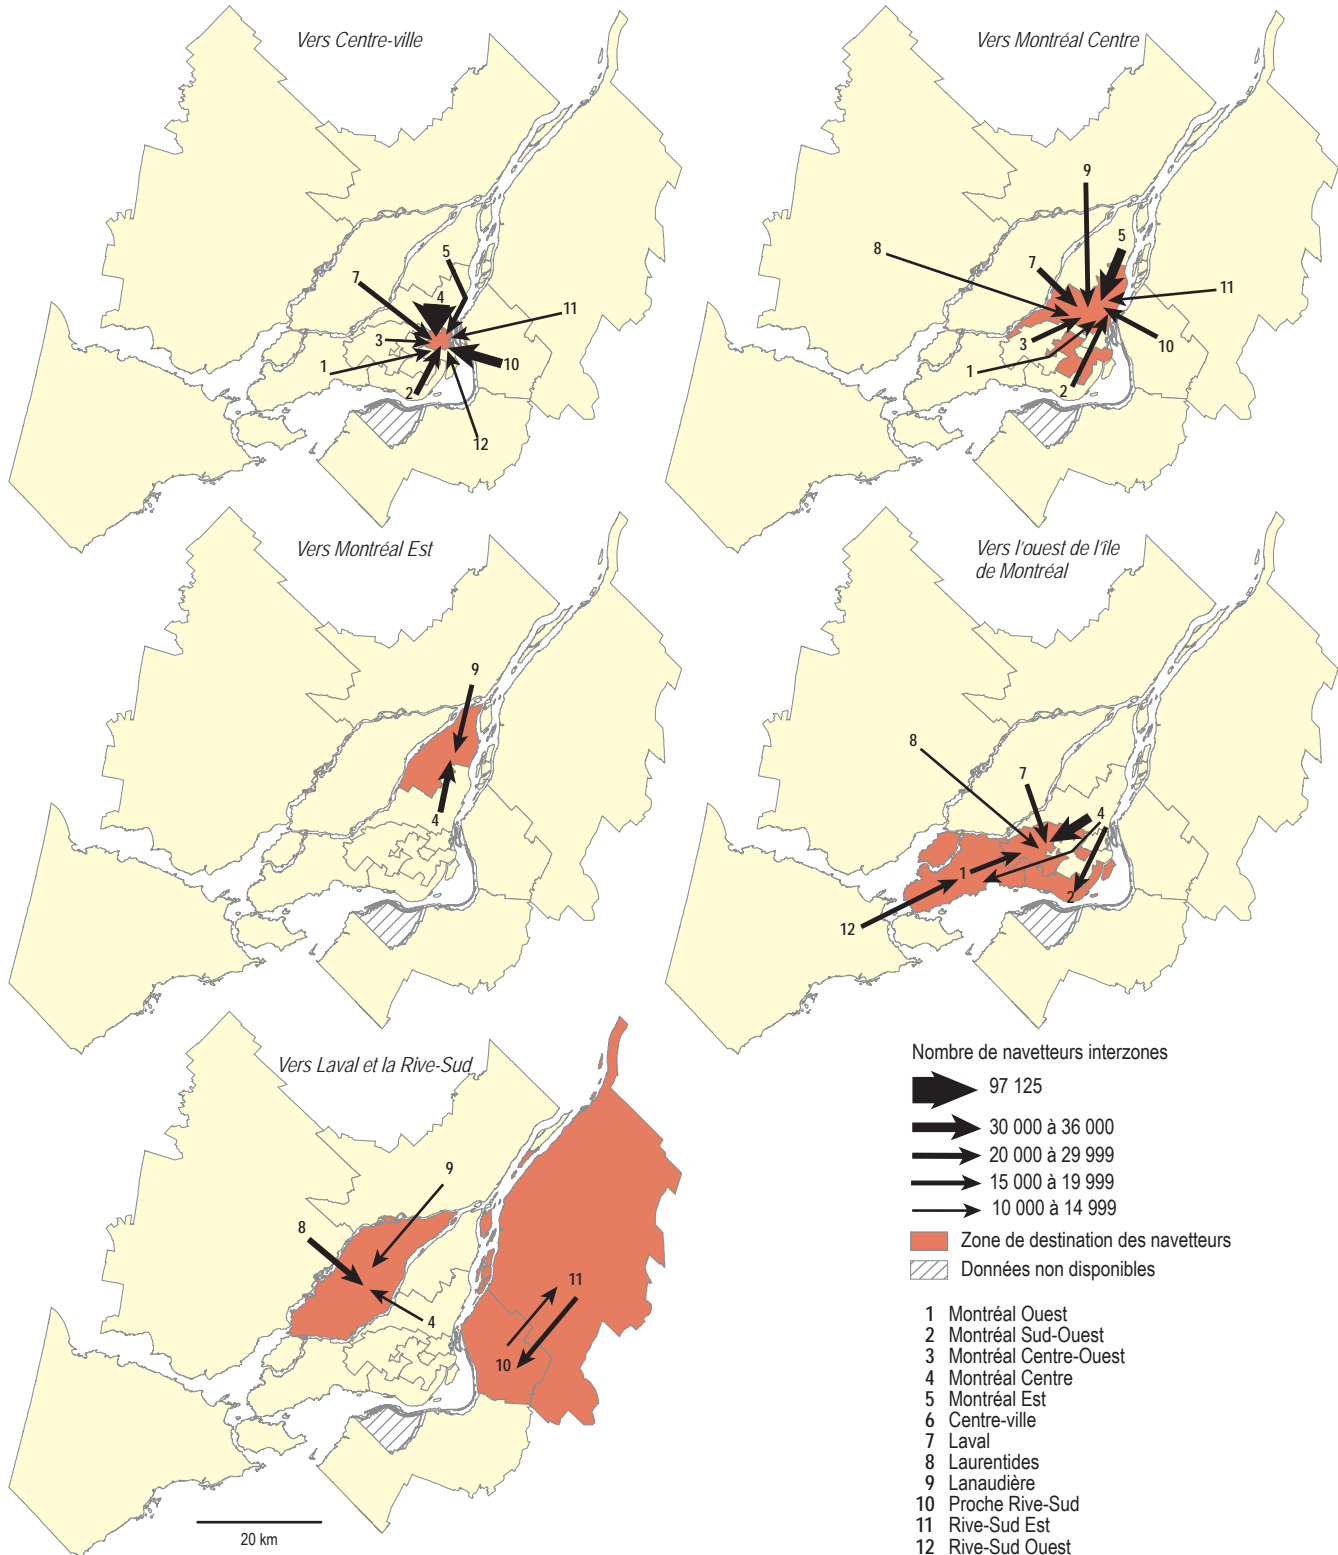 Vers Centre-ville
5
7
4
11
3
1
10
2
12
Vers Montréal Centre
9
5
8
7
11
3
10
1
2
Vers Montréal Est
9
4
Vers l'ouest de l'île
de Montréal
8
7
4
1
2
12
Vers Laval et la Rive-Sud
9
8
11
4
10
20 km
Nombre de navetteurs interzones
97 125
30 000 à 36 000
20 000 à 29 999
15 000 à 19 999
10 000 à 14 999
Zone de destination des navetteurs
Données non disponibles
1 Montréal Ouest
2 Montréal Sud-Ouest
3 Montréal Centre-Ouest
4 Montréal Centre
5 Montréal Est
6 Centre-ville
7 Laval
8 Laurentides
9 Lanaudière
10 Proche Rive-Sud
11 Rive-Sud Est
12 Rive-Sud Ouest